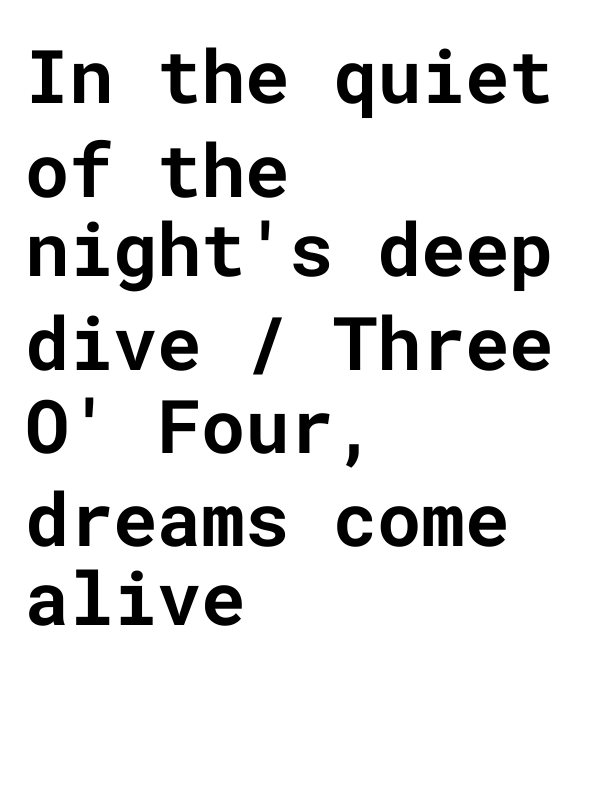 In the quiet
of the
night's deep
dive / Three
O' Four,
dreams come
alive